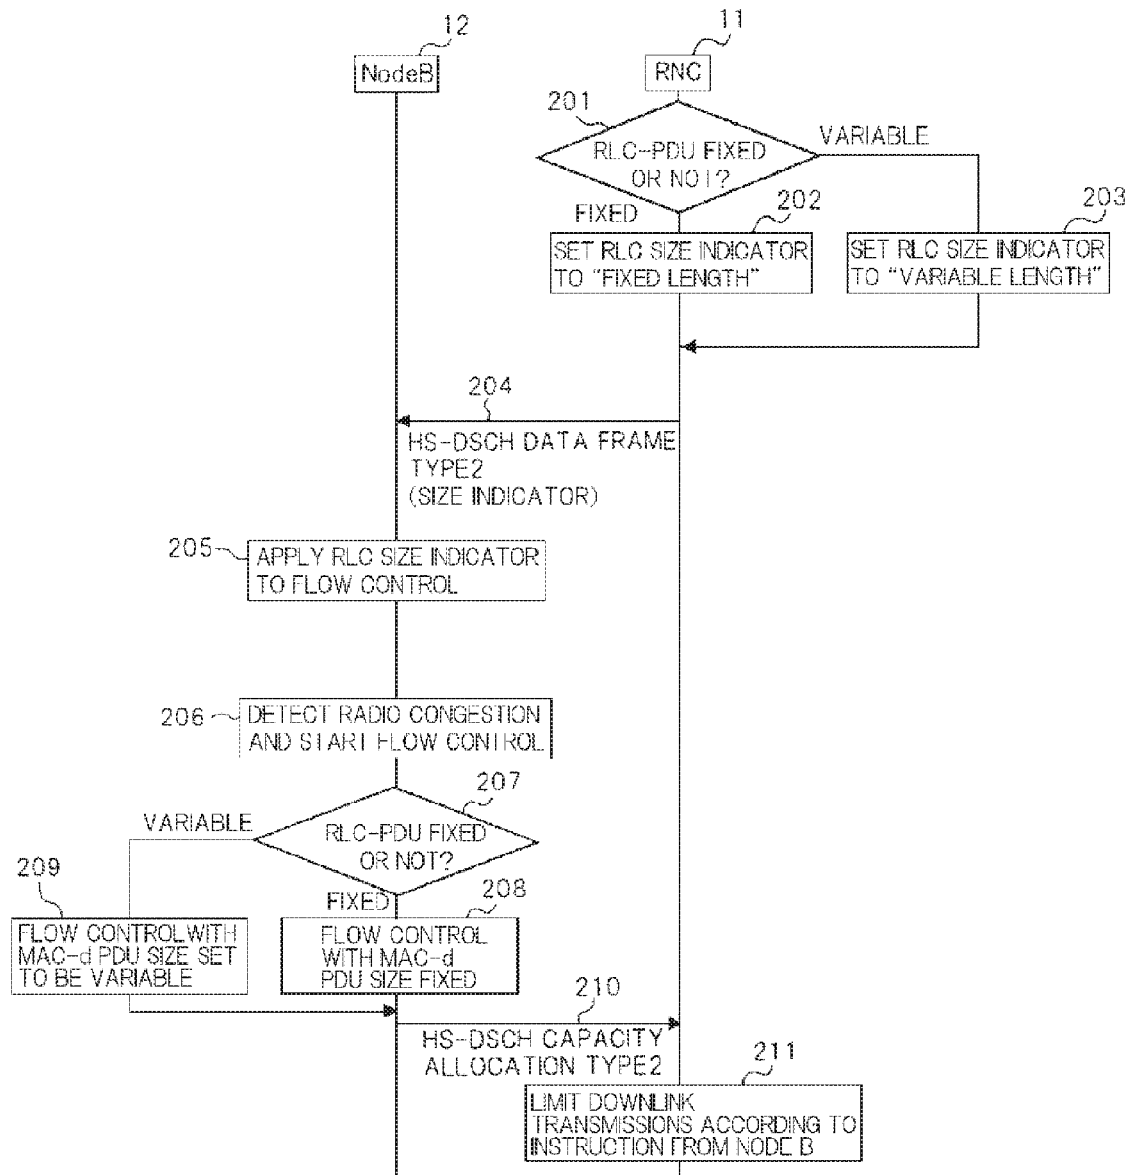 12
11
NodeB
RNC
201
VARIABLE
RLC-PDU FIXED
OR NOT?
FIXED
202
203
SET RLC SIZE INDICATOR
TO "FIXED LENGTH"
SET RLC SIZE INDICATOR
TO "VARIABLE LENGTH"
204
HS-DSCH DATA FRAME
TYPE2
(SIZE INDICATOR)
205
APPLY RLC SIZE INDICATOR
TO FLOW CONTROL
206
DETECT RADIO CONGESTION
AND START FLOW CONTROL
207
VARIABLE
RLC-PDU FIXED
OR NOT?
209
FIXED
208
FLOW CONTROL WITH
MAC-d PDU SIZE SET
TO BE VARIABLE
FLOW CONTROL
WITH MAC-d
PDU SIZE FIXED
210
HS-DSCH CAPACITY
ALLOCATION TYPE2
211
LIMIT DOWNLINK
TRANSMISSIONS ACCORDING TO
INSTRUCTION FROM NODE B